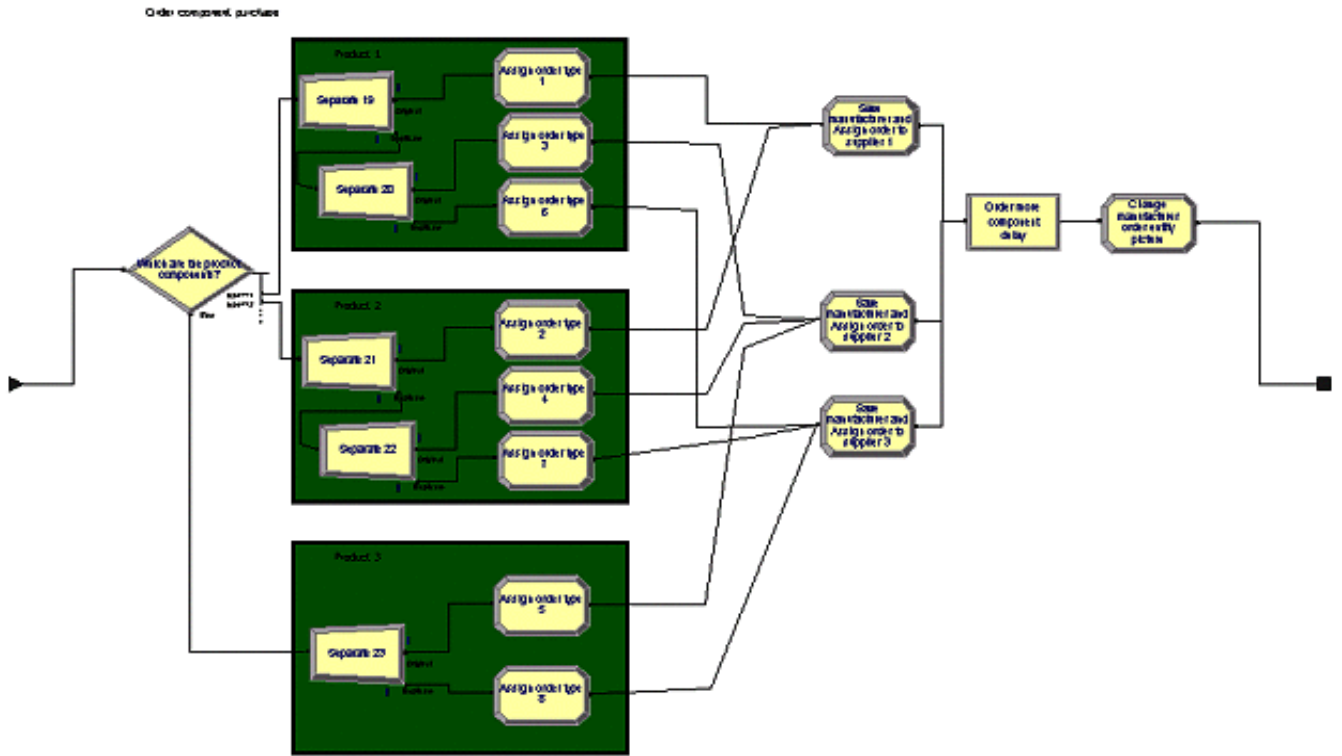 Order component purchase
Product 1
Separate 19
Original
Duplicate
Assign order type
1
Assign order type
3
Separate 20
Original
Duplicate
Assign order type
6
Save
manufacturer and
Assign order to
supplier 1
Which are the product
components?
Else
Order more
component
delay
Change
manufacturer
order entity
picture
Product 2
Separate 21
Original
Duplicate
Assign order type
2
Assign order type
4
Separate 22
Original
Duplicate
Assign order type
7
Save
manufacturer and
Assign order to
supplier 2
Save
manufacturer and
Assign order to
supplier 3
Product 3
Separate 23
Original
Duplicate
Assign order type
5
Assign order type
8